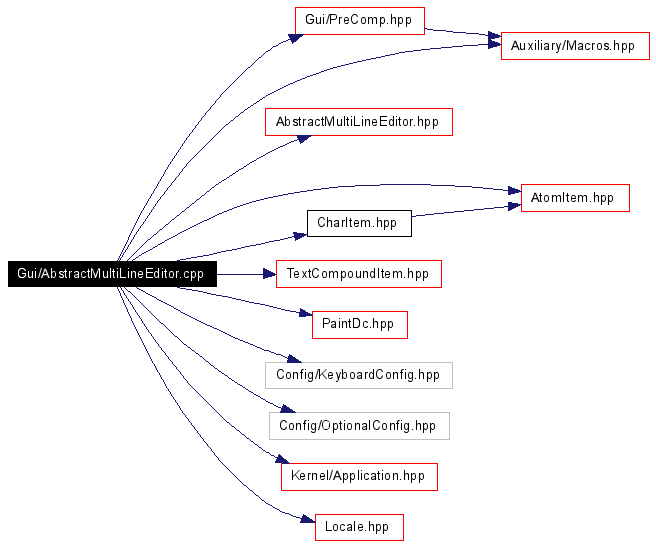 Gui/PreComp.hpp
Auxiliary/Macros.hpp
AbstractMultiLineEditor.hpp
AtomItem.hpp
CharItem.hpp
Gui/AbstractMultiLineEditor.cpp
TextCompoundItem.hpp
PaintDc.hpp
Config/KeyboardConfig.hpp
Config/OptionalConfig.hpp
Kernel/Application.hpp
Locale.hpp